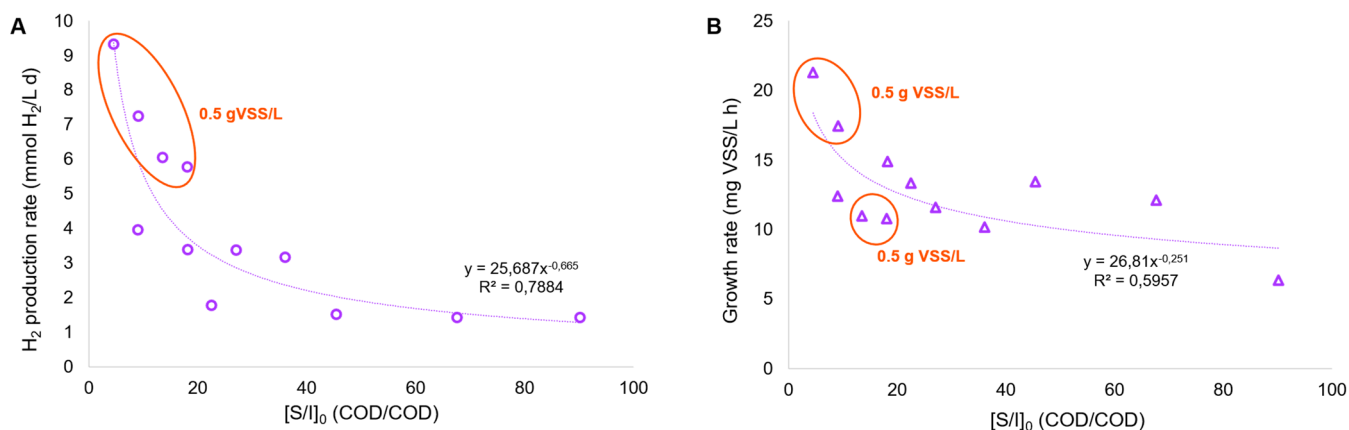 A
H₂ production rate (mmol H₂/L d)
10
9
8
7
6
5
4
3
2
1
0
0 20 40 60 80 100
[S/I]₀ (COD/COD)
0.5 gVSS/L
y = 25,687x⁻⁰,⁶⁶⁵
R² = 0,7884
B
Growth rate (mg VSS/L h)
25
20
15
10
5
0
0 20 40 60 80 100
[S/I]₀ (COD/COD)
0.5 g VSS/L
0.5 g VSS/L
y = 26,81x⁻⁰,²⁵¹
R² = 0,5957